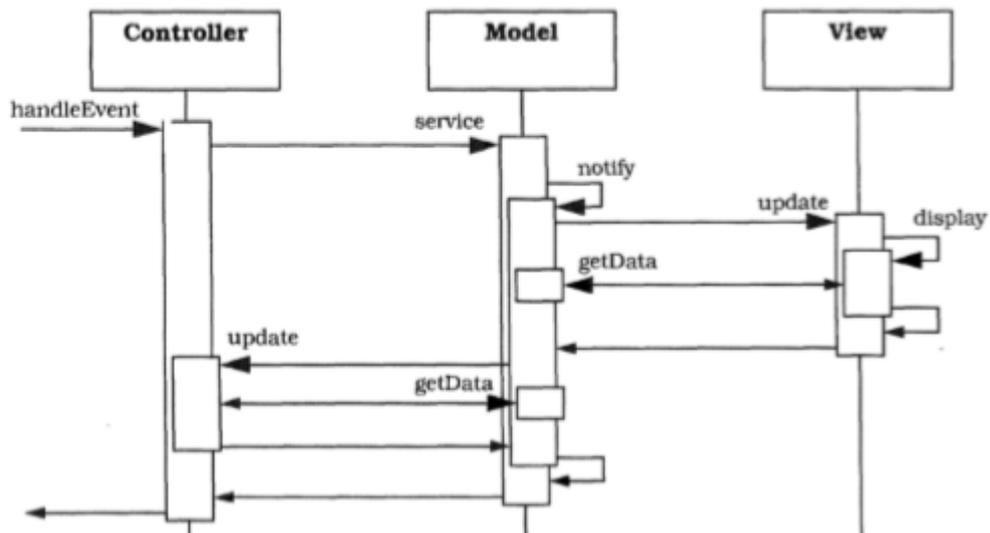 Controller
Model
View
handleEvent
service
notify
update
display
getData
update
getData